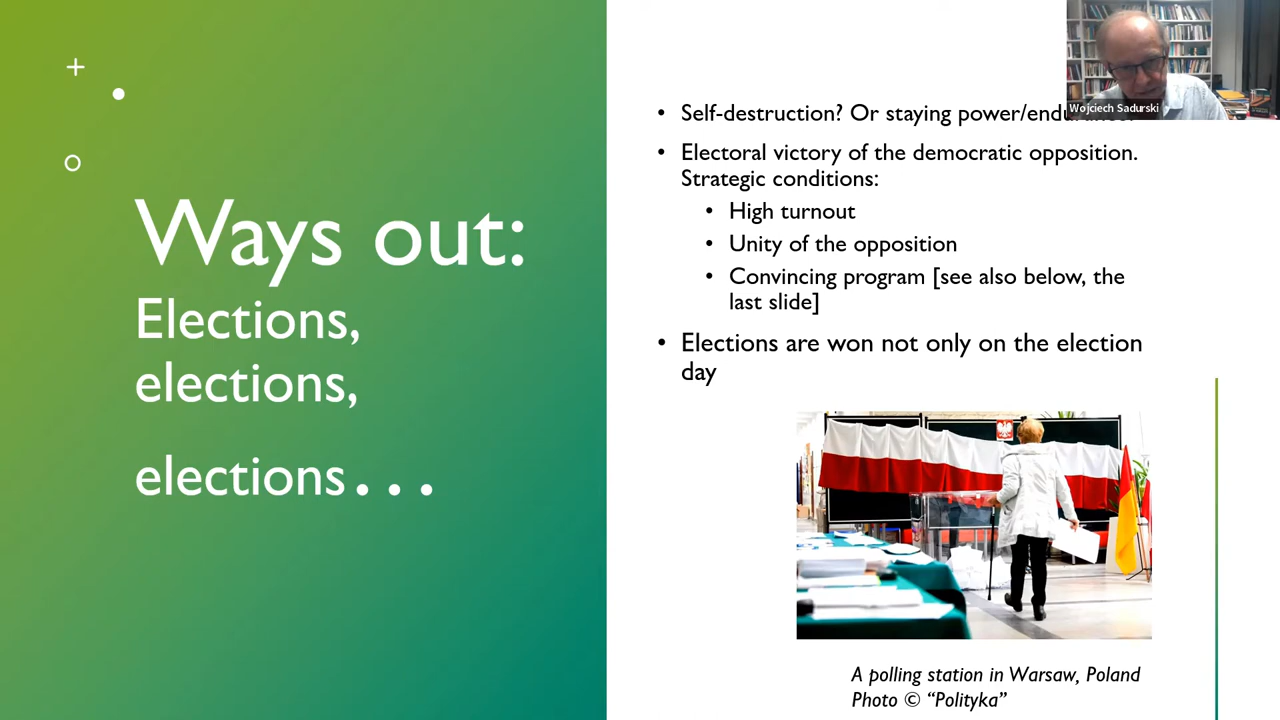 Ways out:
Elections,
elections,
elections...
Wojciech Sadurski
• Self-destruction? Or staying power/endurance?
• Electoral victory of the democratic opposition.
Strategic conditions:
• High turnout
• Unity of the opposition
• Convincing program [see also below, the
last slide]
• Elections are won not only on the election
day
A polling station in Warsaw, Poland
Photo © “Polityka”